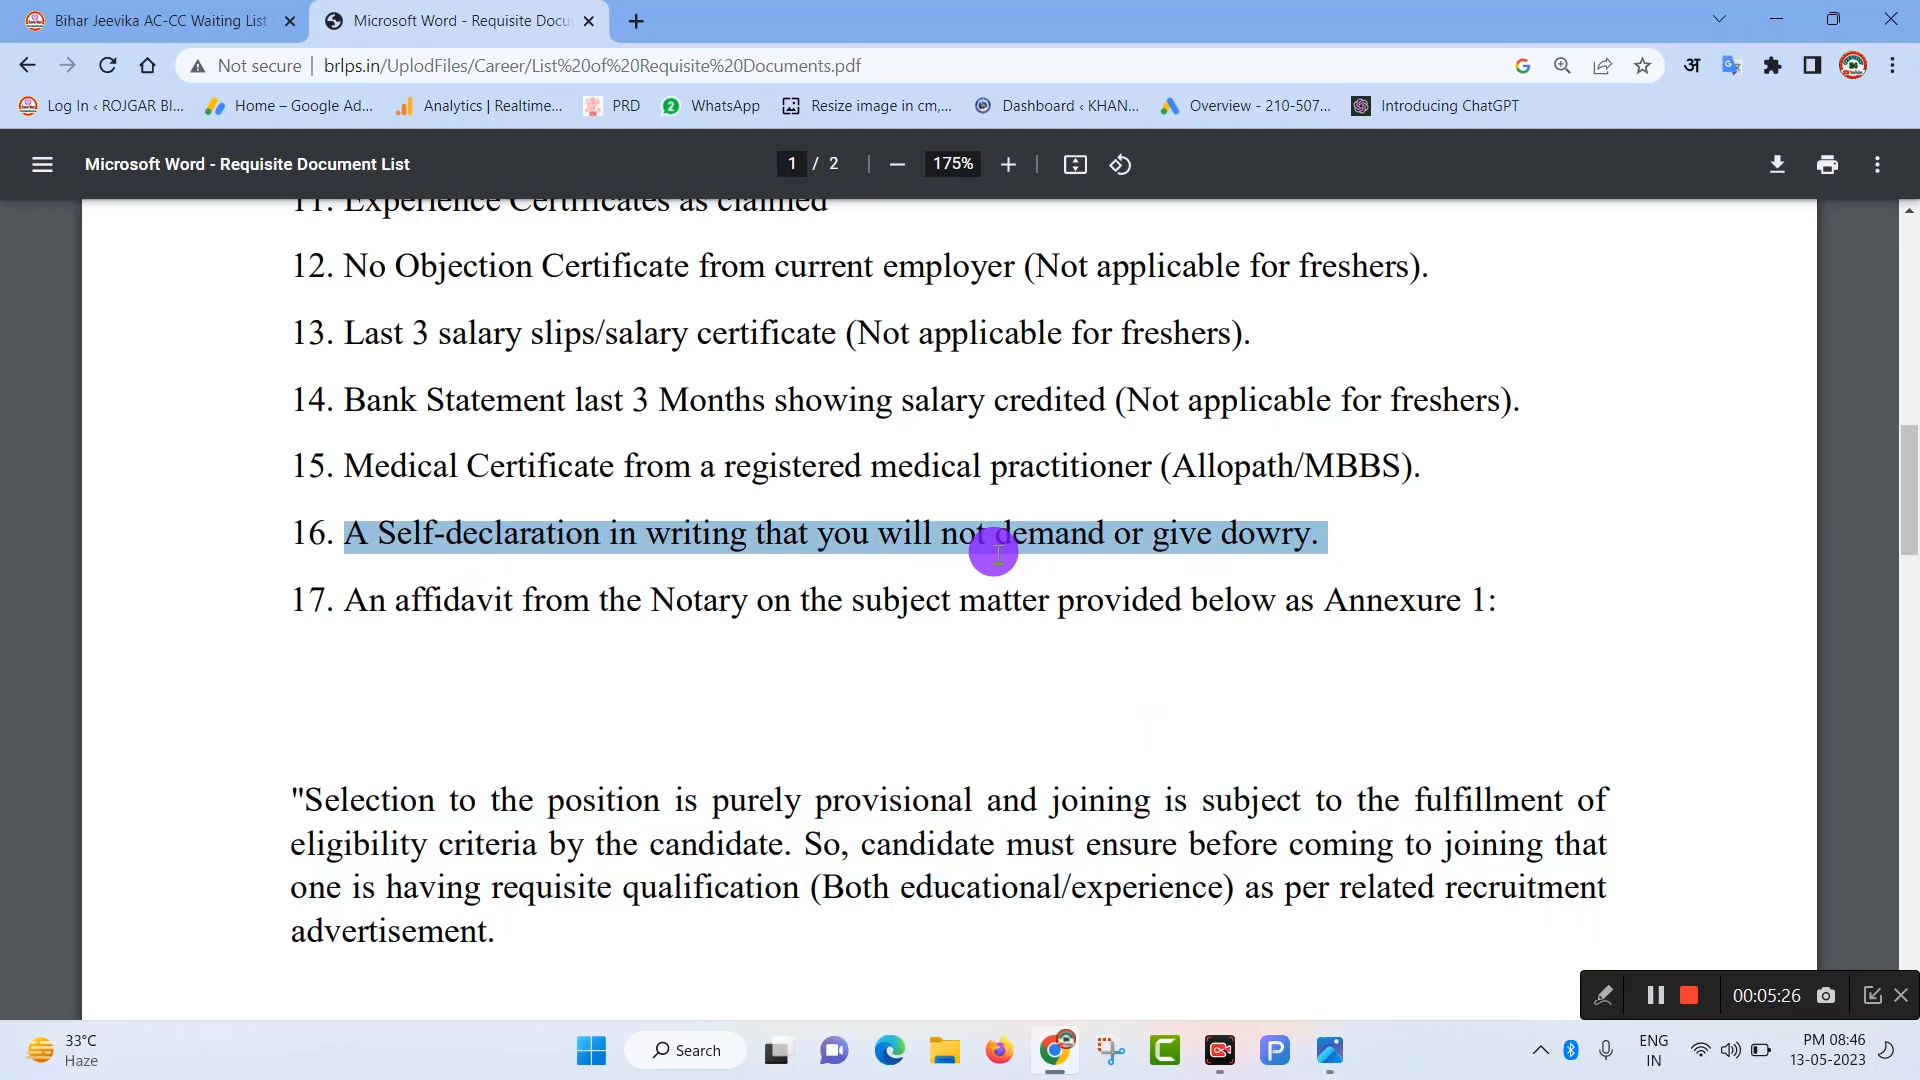 Bihar Jeevika AC-CC Waiting List
Microsoft Word - Requisite Docu
Not secure
brlps.in/UplodFiles/Career/List%20of%20Requisite%20Documents.pdf
अ
Log In ‹ ROJGAR BI...
Home – Google Ad...
Analytics | Realtime...
PRD
2
WhatsApp
Resize image in cm,...
Dashboard ‹ KHAN...
Overview - 210-507...
Introducing ChatGPT
Microsoft Word - Requisite Document List
1 / 2
175%
11. Experience Certificates as claimed
12. No Objection Certificate from current employer (Not applicable for freshers).
13. Last 3 salary slips/salary certificate (Not applicable for freshers).
14. Bank Statement last 3 Months showing salary credited (Not applicable for freshers).
15. Medical Certificate from a registered medical practitioner (Allopath/MBBS).
16. A Self-declaration in writing that you will not demand or give dowry.
17. An affidavit from the Notary on the subject matter provided below as Annexure 1:
"Selection to the position is purely provisional and joining is subject to the fulfillment of
eligibility criteria by the candidate. So, candidate must ensure before coming to joining that
one is having requisite qualification (Both educational/experience) as per related recruitment
advertisement.
00:05:26
33°C
Haze
Search
ENG
IN
PM 08:46
13-05-2023